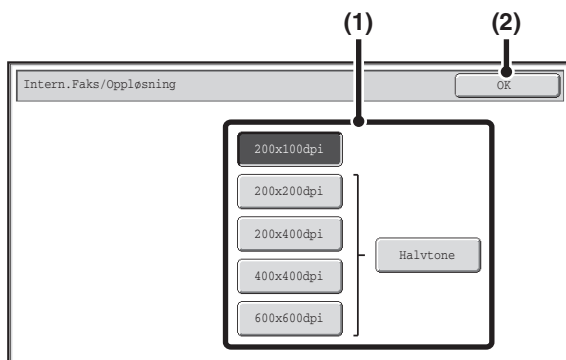 (1)
(2)
Intern.Faks/Oppløsning
OK
200x100dpi
200x200dpi
200x400dpi
Halvtone
400x400dpi
600x600dpi